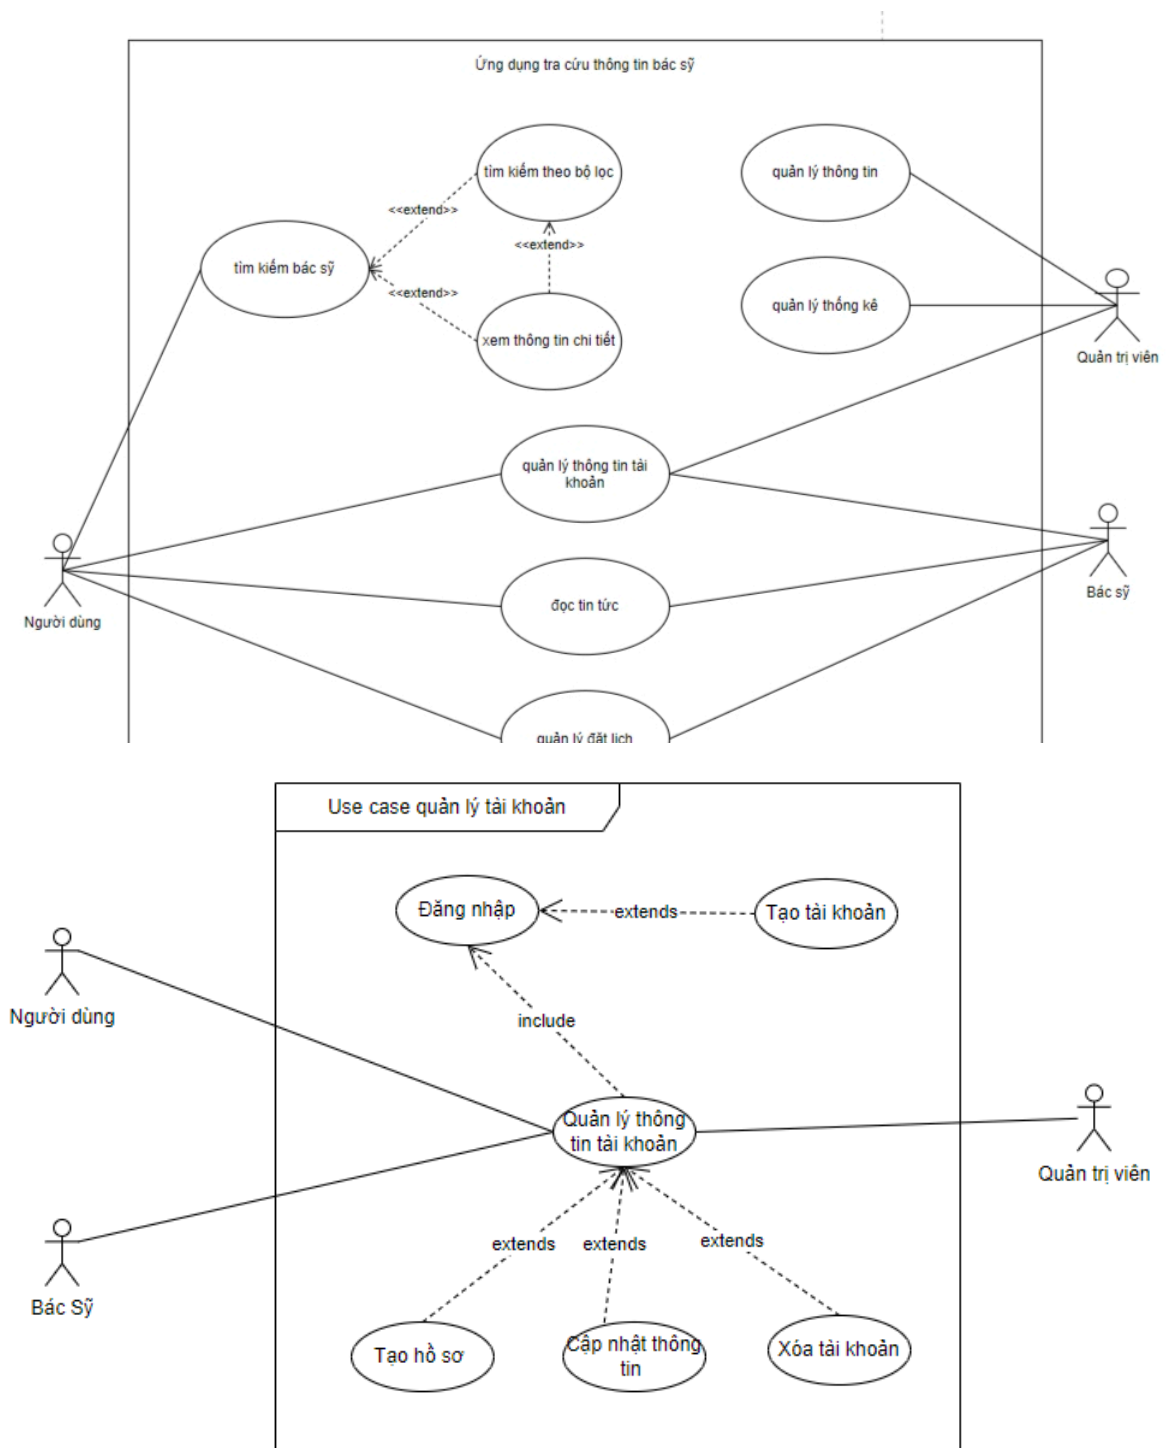 Ứng dụng tra cứu thông tin bác sỹ
tìm kiếm theo bộ lọc
quản lý thông tin
<<extend>>
<<extend>>
tìm kiếm bác sỹ
<<extend>>
quản lý thống kê
xem thông tin chi tiết
Quản trị viên
quản lý thông tin tài
khoản
Bác sỹ
đọc tin tức
Người dùng
quản lý đặt lịch
Use case quản lý tài khoản
Đăng nhập
extends
Tạo tài khoản
Người dùng
include
Quản lý thông
tin tài khoản
Quản trị viên
extends
extends
extends
Bác Sỹ
Tạo hồ sơ
Cập nhật thông
tin
Xóa tài khoản